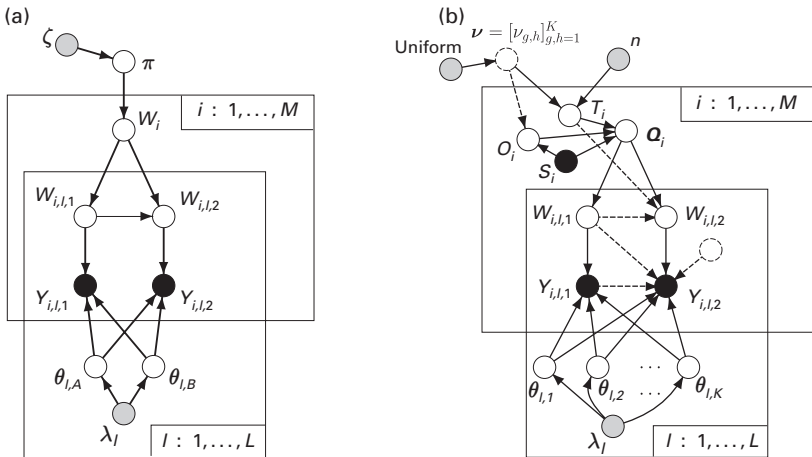 (a)
ζ
π
i : 1,...,M
W_i
W_{i,l,1}
W_{i,l,2}
Y_{i,l,1}
Y_{i,l,2}
θ_{l,A}
θ_{l,B}
λ_l
l : 1,...,L
(b)
ν = [ν_{g,h}]^K_{g,h=1}
n
Uniform
i : 1,...,M
T_i
O_i
Q_i
S_i
W_{i,l,1}
W_{i,l,2}
Y_{i,l,1}
Y_{i,l,2}
θ_{l,1}
θ_{l,2}
...
...
θ_{l,K}
λ_l
l : 1,...,L